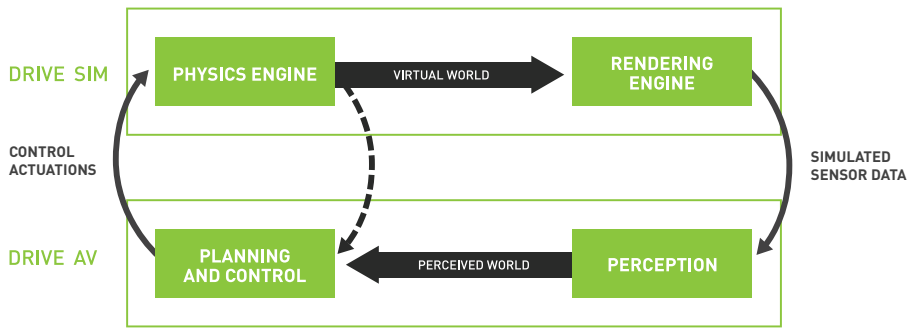 DRIVE SIM
PHYSICS ENGINE
VIRTUAL WORLD
RENDERING
ENGINE
CONTROL
ACTUATIONS
SIMULATED
SENSOR DATA
DRIVE AV
PLANNING
AND CONTROL
PERCEIVED WORLD
PERCEPTION